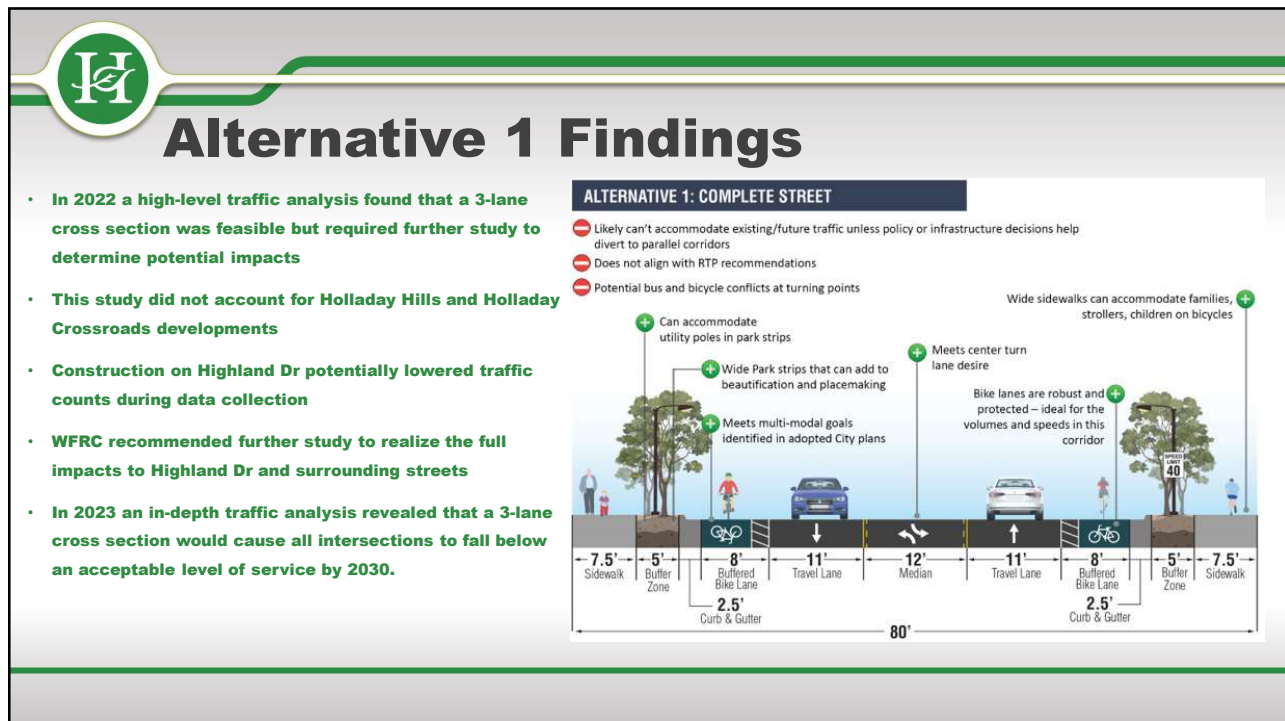 H
Alternative 1 Findings
• In 2022 a high-level traffic analysis found that a 3-lane
cross section was feasible but required further study to
determine potential impacts
• This study did not account for Holladay Hills and Holladay
Crossroads developments
• Construction on Highland Dr potentially lowered traffic
counts during data collection
• WFRC recommended further study to realize the full
impacts to Highland Dr and surrounding streets
• In 2023 an in-depth traffic analysis revealed that a 3-lane
cross section would cause all intersections to fall below
an acceptable level of service by 2030.
ALTERNATIVE 1: COMPLETE STREET
Likely can't accommodate existing/future traffic unless policy or infrastructure decisions help
divert to parallel corridors
Does not align with RTP recommendations
Potential bus and bicycle conflicts at turning points
Wide sidewalks can accommodate families,
strollers, children on bicycles
Can accommodate
utility poles in park strips
Wide Park strips that can add to
beautification and placemaking
Meets multi-modal goals
identified in adopted City plans
Meets center turn
lane desire
Bike lanes are robust and
protected – ideal for the
volumes and speeds in this
corridor
SPEED
LIMIT
40
7.5' 5' 8' 11' 12' 11' 8' 5' 7.5'
Sidewalk Buffer Zone Buffered Bike Lane Travel Lane Median Travel Lane Buffered Bike Lane Buffer Zone Sidewalk
2.5' 2.5'
Curb & Gutter Curb & Gutter
80'